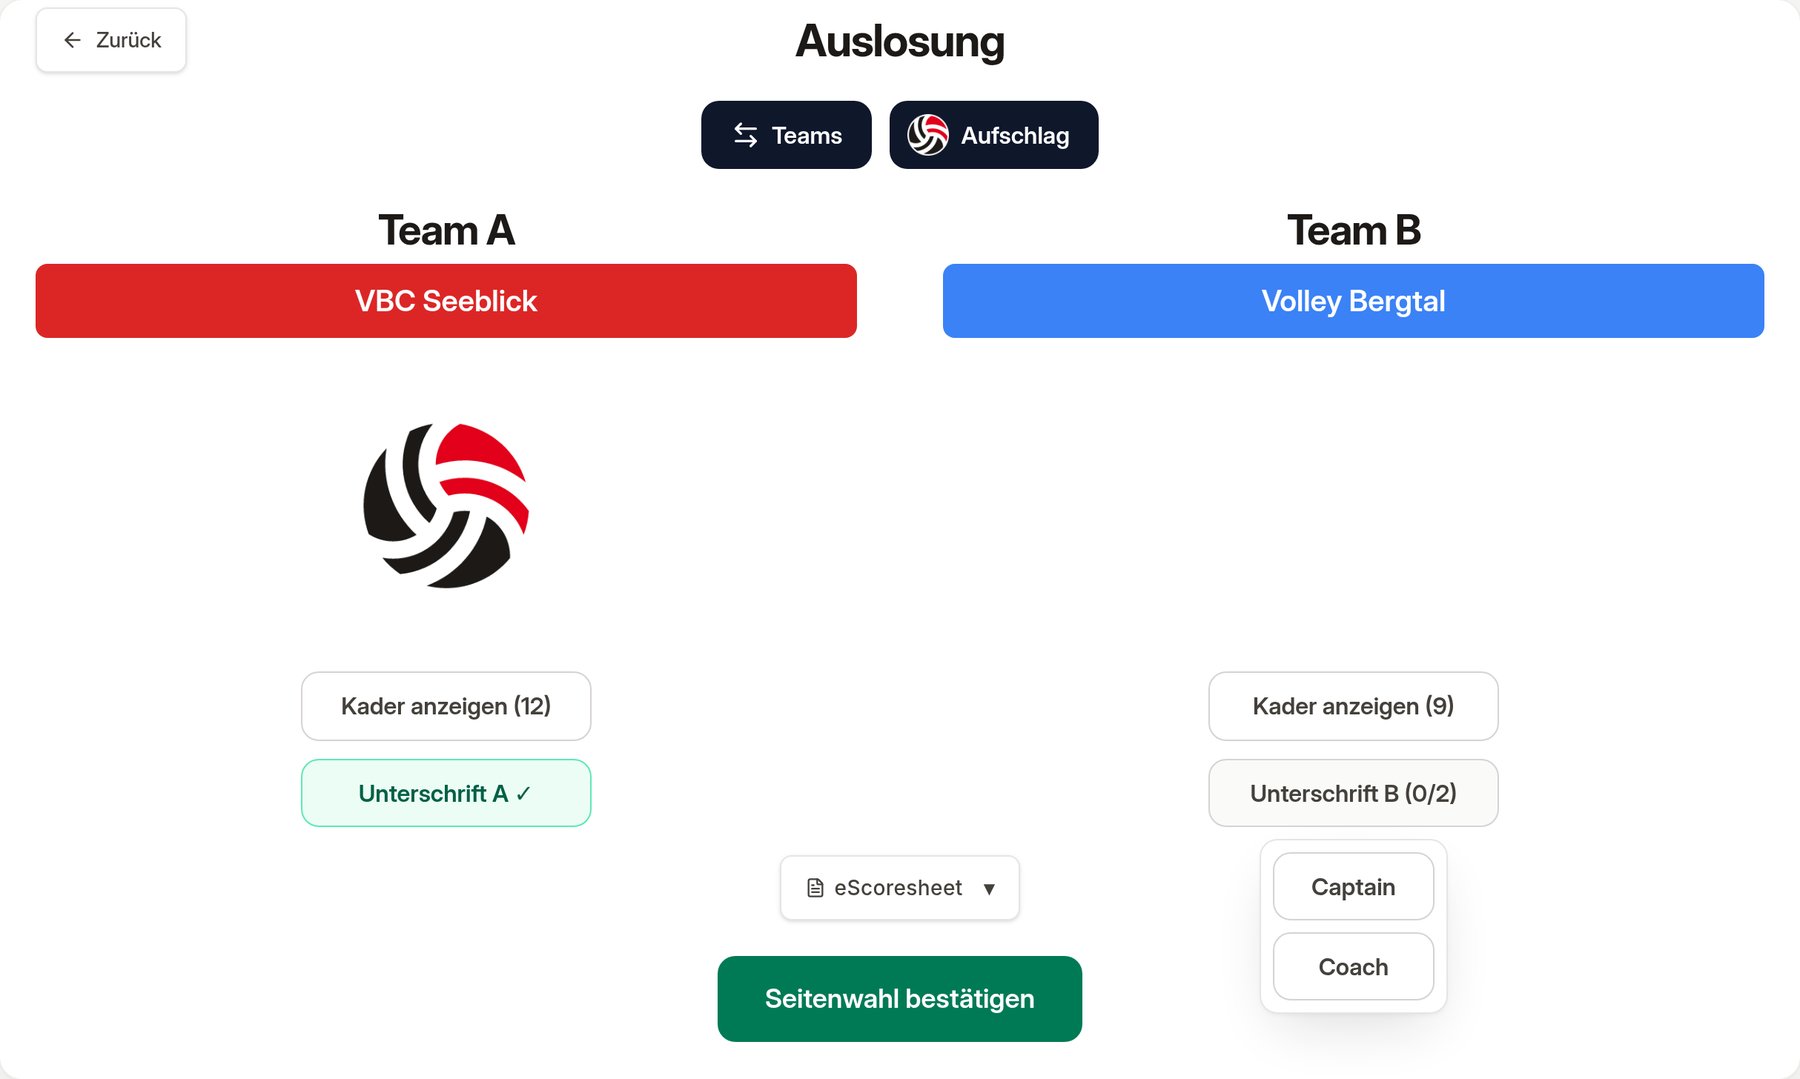 ← Zurück
Auslosung
Teams
Aufschlag
Team A
VBC Seeblick
Team B
Volley Bergtal
Kader anzeigen (12)
Unterschrift A ✓
Kader anzeigen (9)
Unterschrift B (0/2)
Captain
Coach
eScoresheet ▼
Seitenwahl bestätigen